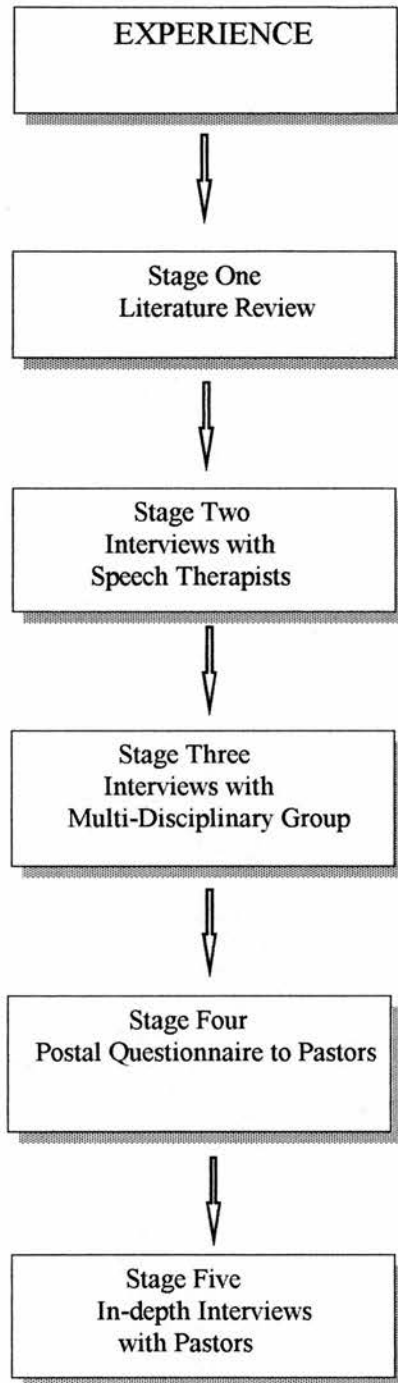 EXPERIENCE
Stage One
Literature Review
Stage Two
Interviews with
Speech Therapists
Stage Three
Interviews with
Multi-Disciplinary Group
Stage Four
Postal Questionnaire to Pastors
Stage Five
In-depth Interviews
with Pastors